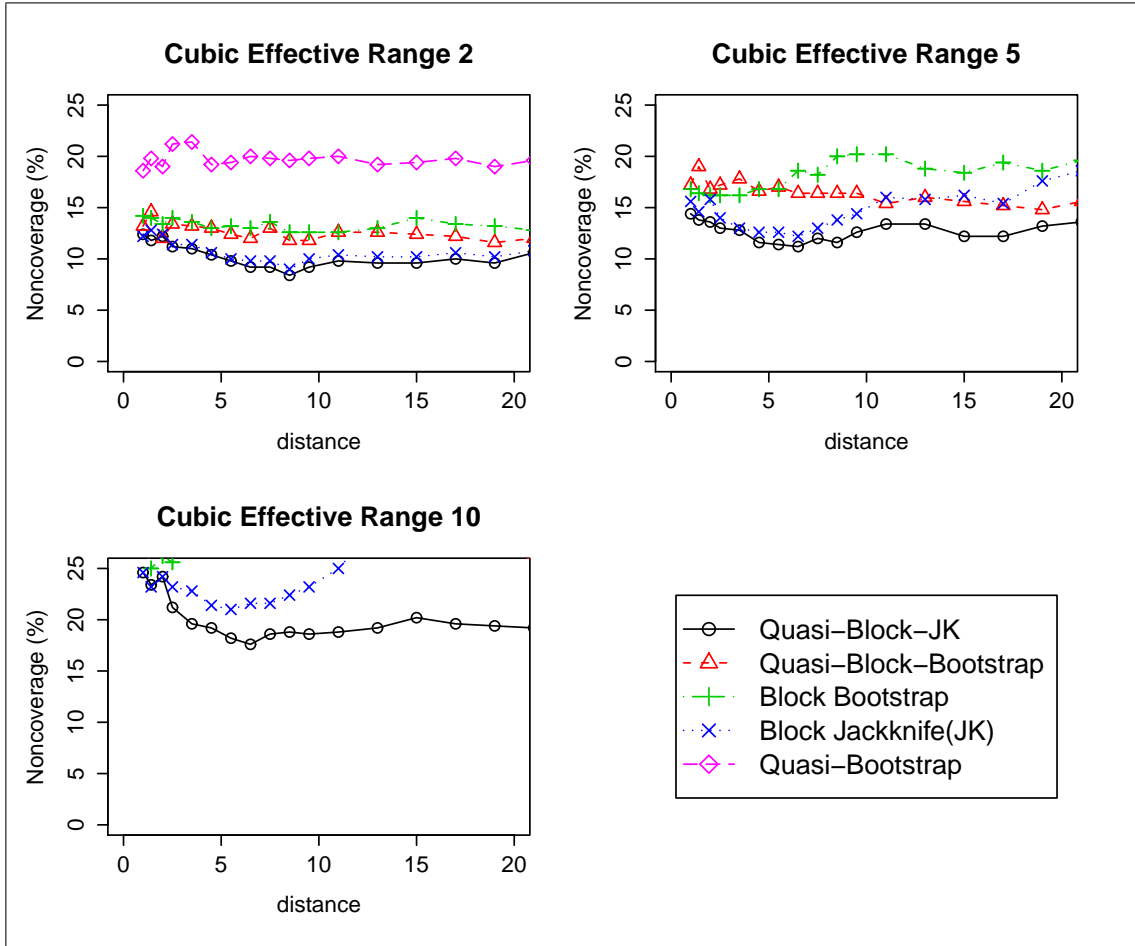 Cubic Effective Range 2
Noncoverage (%)
25
20
15
10
5
0
0 5 10 15 20
distance
Cubic Effective Range 5
Noncoverage (%)
25
20
15
10
5
0
0 5 10 15 20
distance
Cubic Effective Range 10
Noncoverage (%)
25
20
15
10
5
0
0 5 10 15 20
distance
Quasi−Block−JK
Quasi−Block−Bootstrap
Block Bootstrap
Block Jackknife(JK)
Quasi−Bootstrap